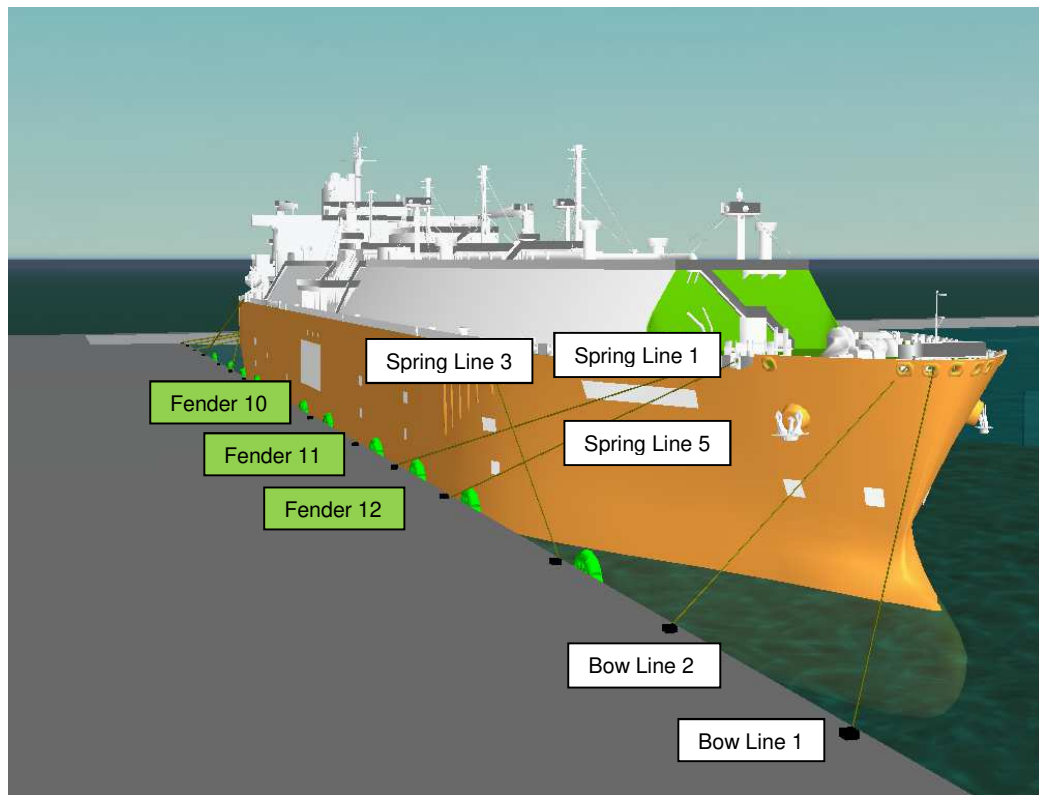 Spring Line 3
Spring Line 1
Fender 10
Spring Line 5
Fender 11
Fender 12
Bow Line 2
Bow Line 1